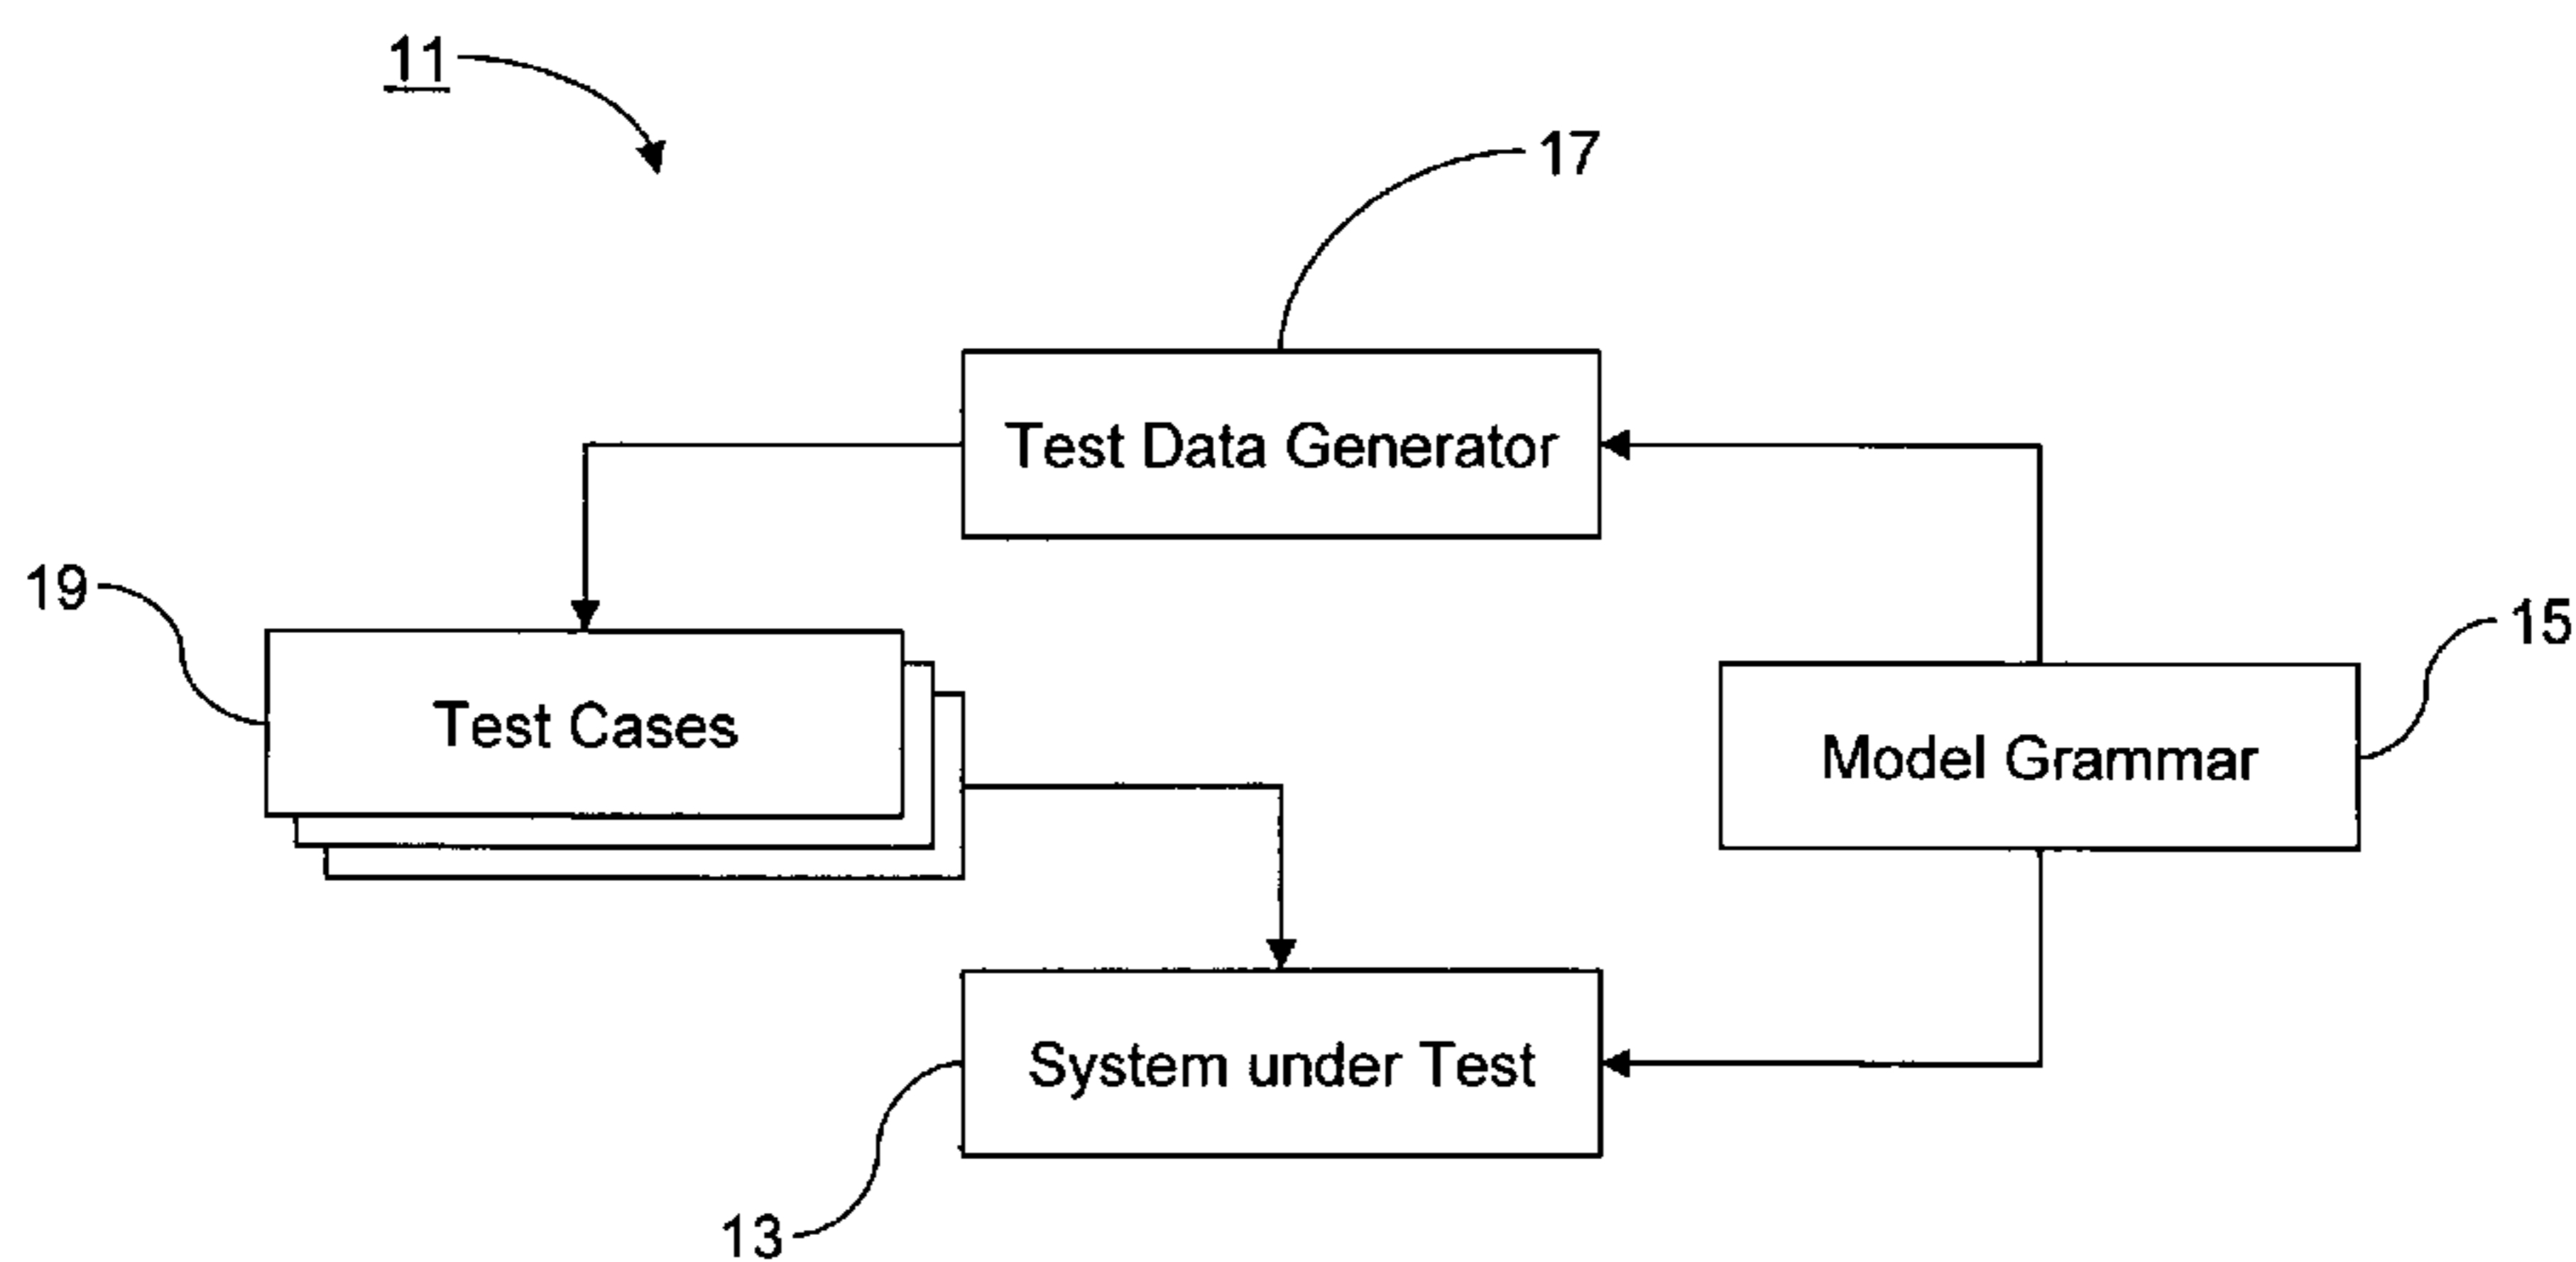 11
17
Test Data Generator
19
15
Test Cases
Model Grammar
System under Test
13